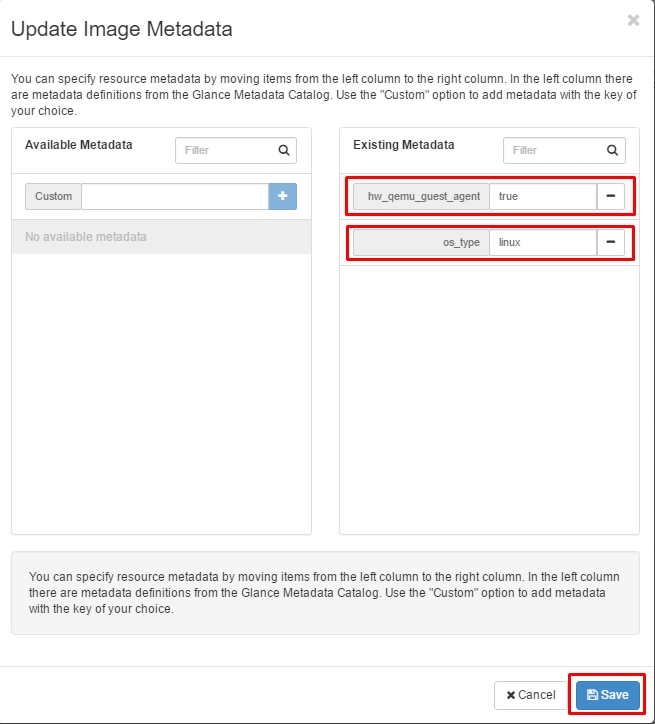 Update Image Metadata
You can specify resource metadata by moving items from the left column to the right column. In the left column there
are metadata definitions from the Glance Metadata Catalog. Use the "Custom" option to add metadata with the key of
your choice.
Available Metadata
Filter
Custom
No available metadata
Existing Metadata
Filter
hw_qemu_guest_agent true
os_type linux
You can specify resource metadata by moving items from the left column to the right column. In the left column
there are metadata definitions from the Glance Metadata Catalog. Use the "Custom" option to add metadata
with the key of your choice.
Cancel
Save